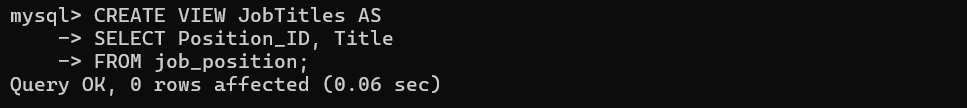 mysql> CREATE VIEW JobTitles AS
    -> SELECT Position_ID, Title
    -> FROM job_position;
Query OK, 0 rows affected (0.06 sec)